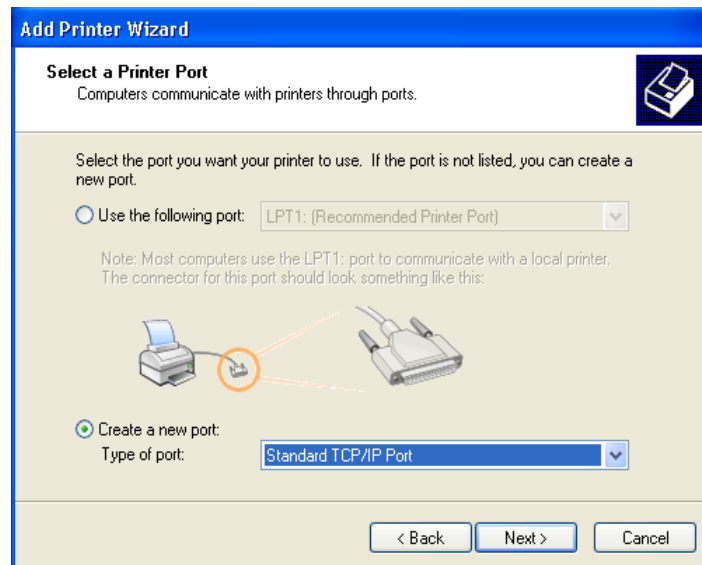 Add Printer Wizard
Select a Printer Port
Computers communicate with printers through ports.
Select the port you want your printer to use.  If the port is not listed, you can create a
new port.
Use the following port: LPT1: (Recommended Printer Port)
Note: Most computers use the LPT1: port to communicate with a local printer.
The connector for this port should look something like this:
Create a new port:
Type of port: Standard TCP/IP Port
< Back Next > Cancel